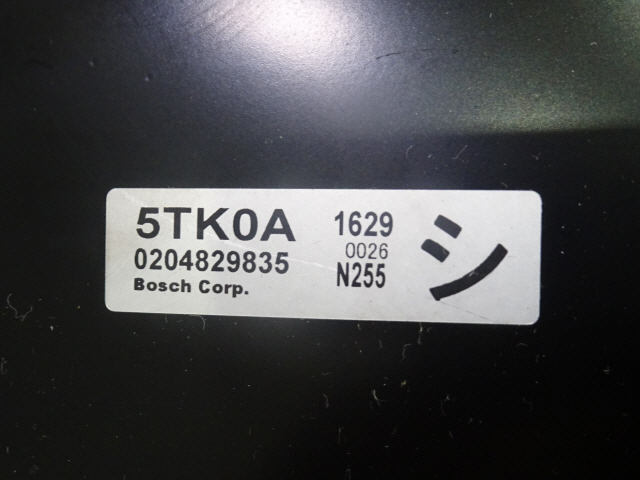 5TK0A 1629 シ
0026
0204829835 N255
Bosch Corp.